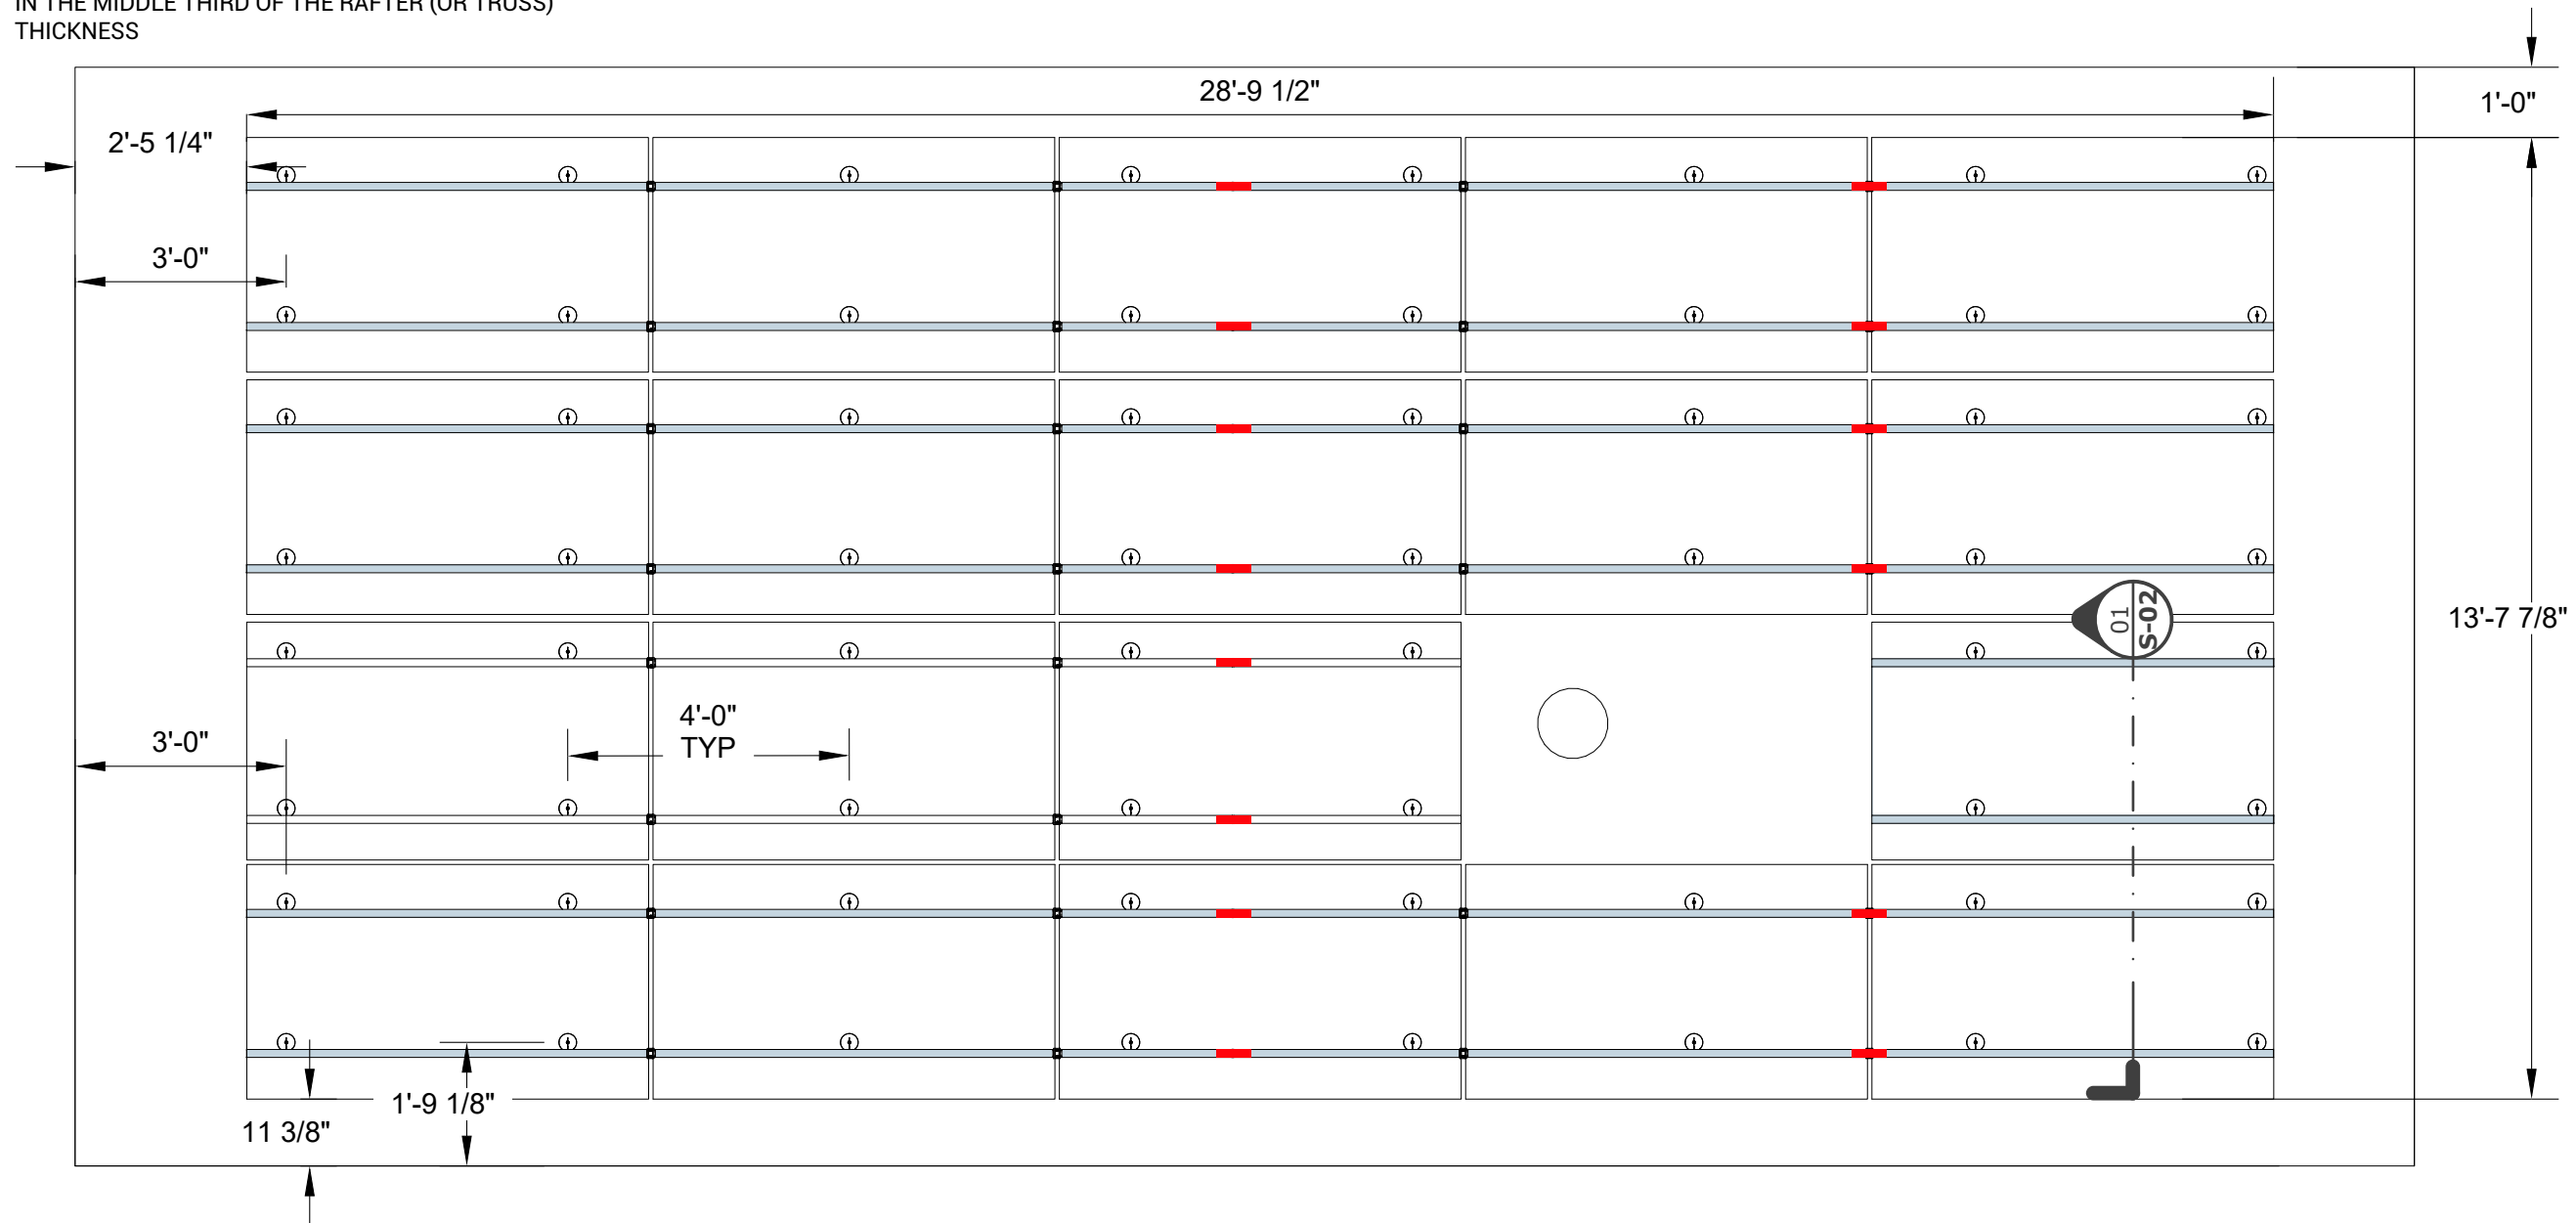 IN THE MIDDLE THIRD OF THE RAFTER (OR TRUSS)
THICKNESS
28'-9 1/2"
1'-0"
2'-5 1/4"
3'-0"
01
S-02
13'-7 7/8"
3'-0"
4'-0"
TYP
1'-9 1/8"
11 3/8"